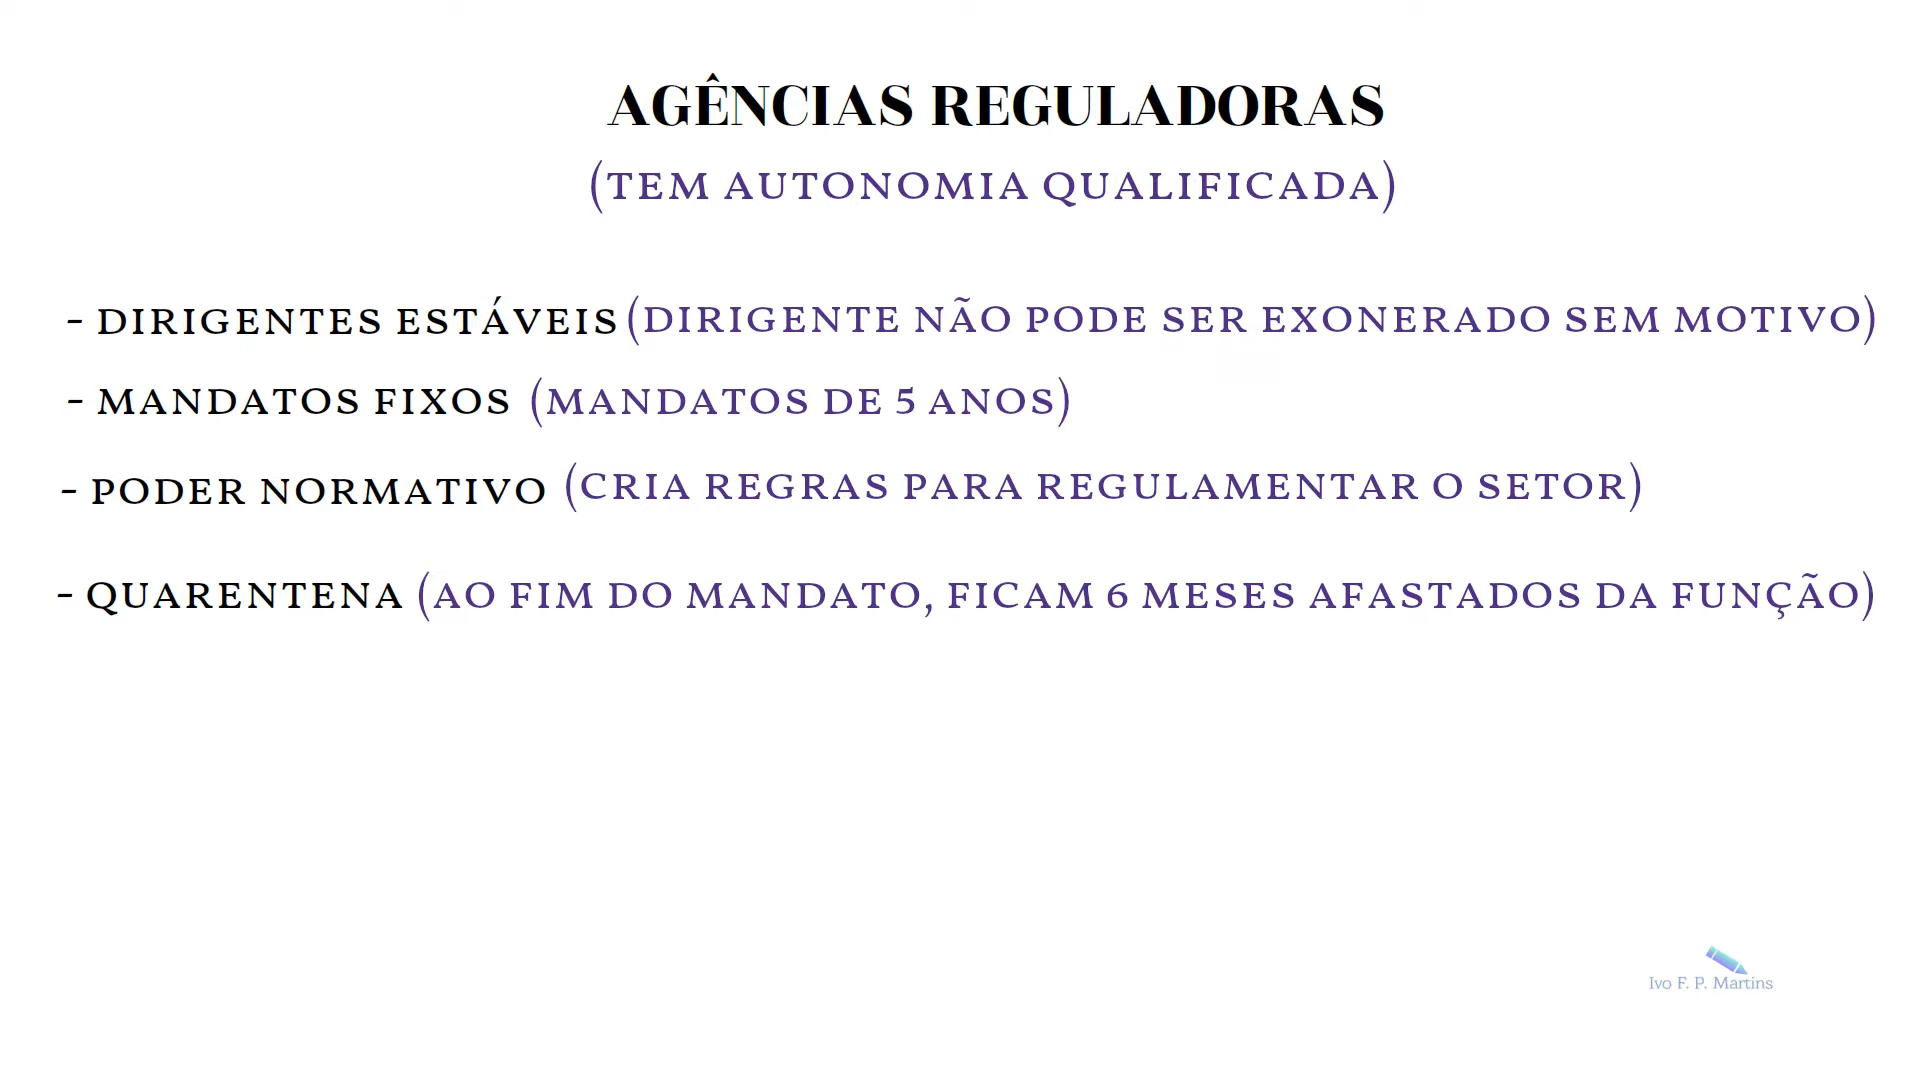 AGÊNCIAS REGULADORAS
(TEM AUTONOMIA QUALIFICADA)
- DIRIGENTES ESTÁVEIS (DIRIGENTE NÃO PODE SER EXONERADO SEM MOTIVO)
- MANDATOS FIXOS (MANDATOS DE 5 ANOS)
- PODER NORMATIVO (CRIA REGRAS PARA REGULAMENTAR O SETOR)
- QUARENTENA (AO FIM DO MANDATO, FICAM 6 MESES AFASTADOS DA FUNÇÃO)
Ivo F. P. Martins